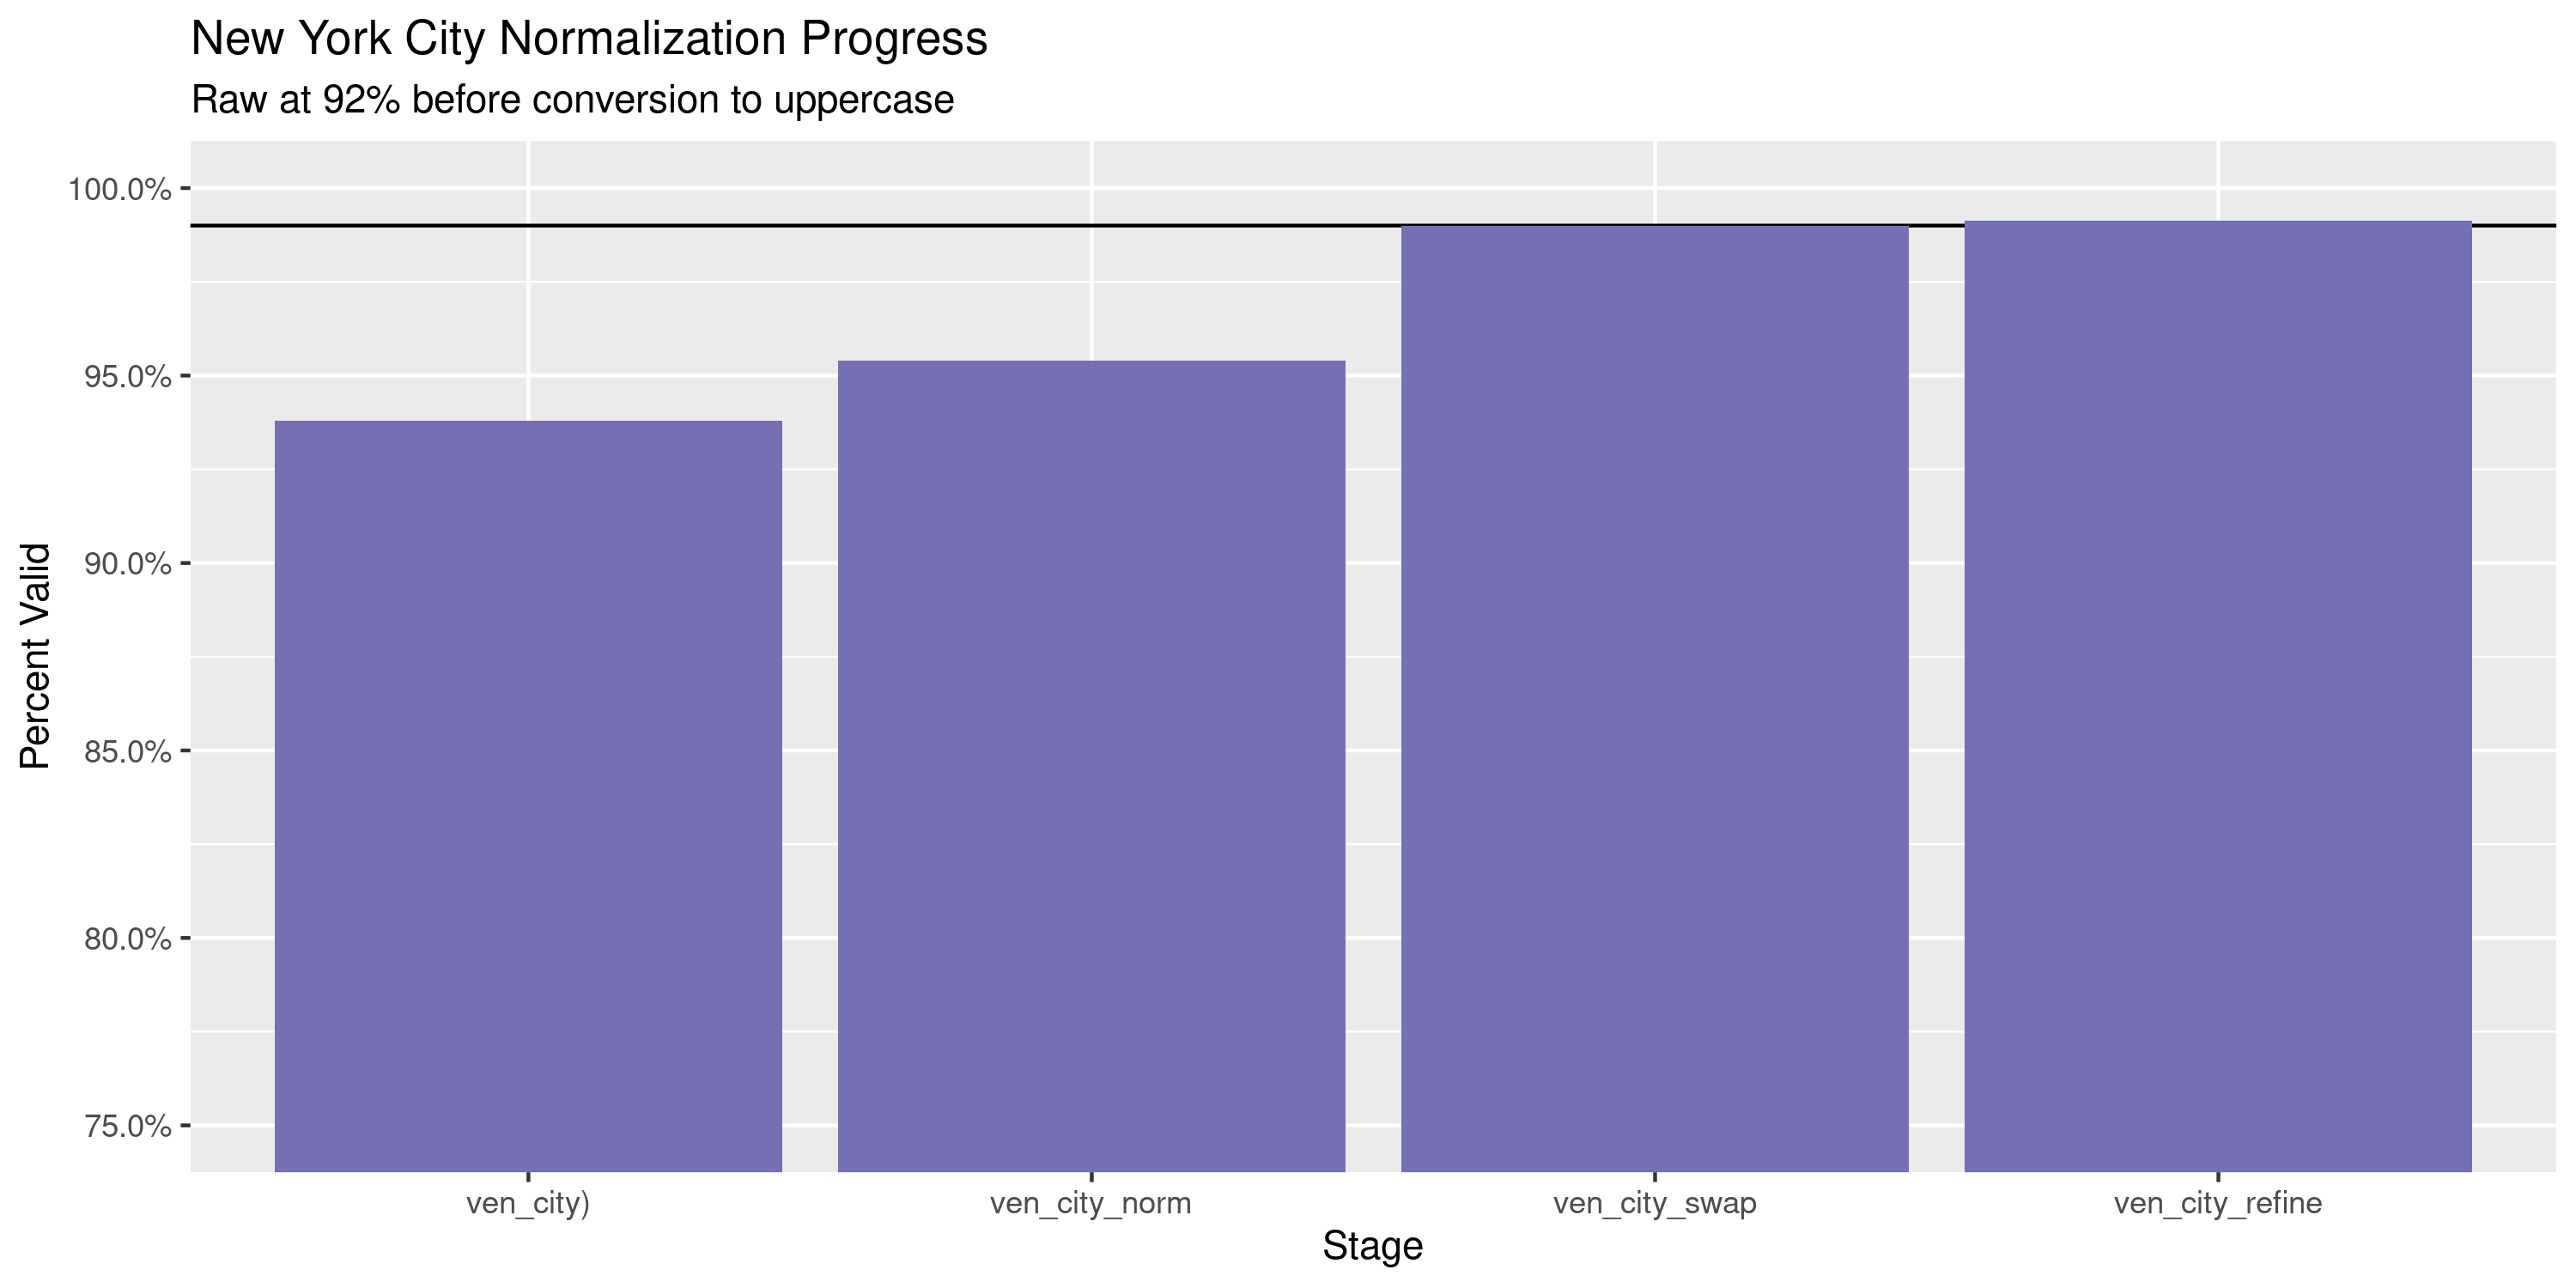 New York City Normalization Progress
Raw at 92% before conversion to uppercase
100.0%
95.0%
90.0%
85.0%
80.0%
75.0%
Percent Valid
ven_city)
ven_city_norm
ven_city_swap
ven_city_refine
Stage